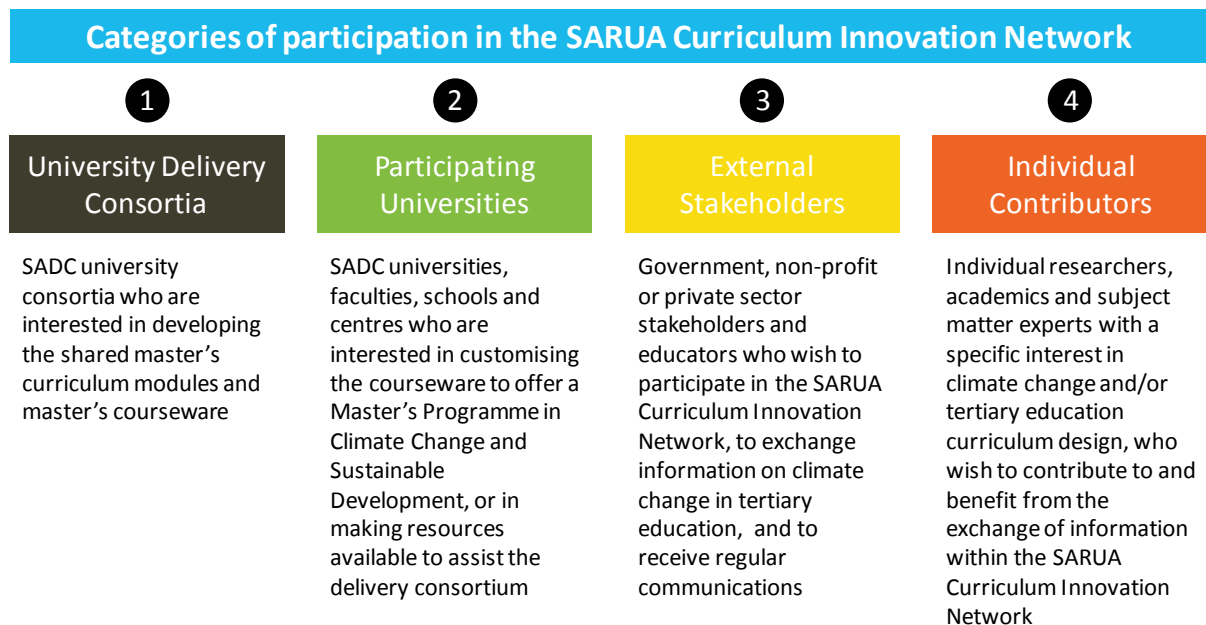 Categories of participation in the SARUA Curriculum Innovation Network
1
University Delivery
Consortia
SADC university
consortia who are
interested in developing
the shared master's
curriculum modules and
master's courseware
2
Participating
Universities
SADC universities,
faculties, schools and
centres who are
interested in customising
the courseware to offer a
Master's Programme in
Climate Change and
Sustainable
Development, or in
making resources
available to assist the
delivery consortium
3
External
Stakeholders
Government, non-profit
or private sector
stakeholders and
educators who wish to
participate in the SARUA
Curriculum Innovation
Network, to exchange
information on climate
change in tertiary
education, and to
receive regular
communications
4
Individual
Contributors
Individual researchers,
academics and subject
matter experts with a
specific interest in
climate change and/or
tertiary education
curriculum design, who
wish to contribute to and
benefit from the
exchange of information
within the SARUA
Curriculum Innovation
Network